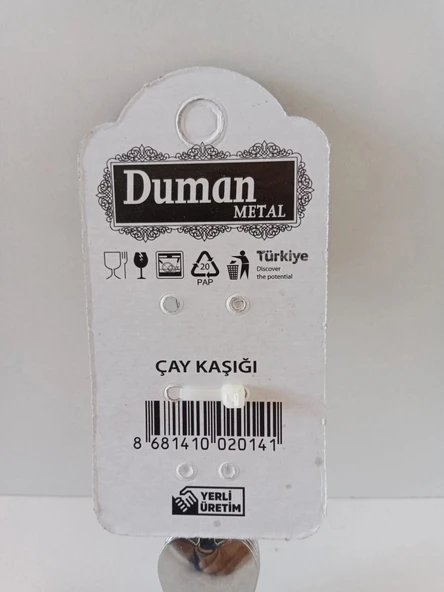 Duman
METAL
20
PAP
Türkiye
Discover
the potential
ÇAY KAŞIĞI
8 681410 020141
YERLİ
ÜRETİM